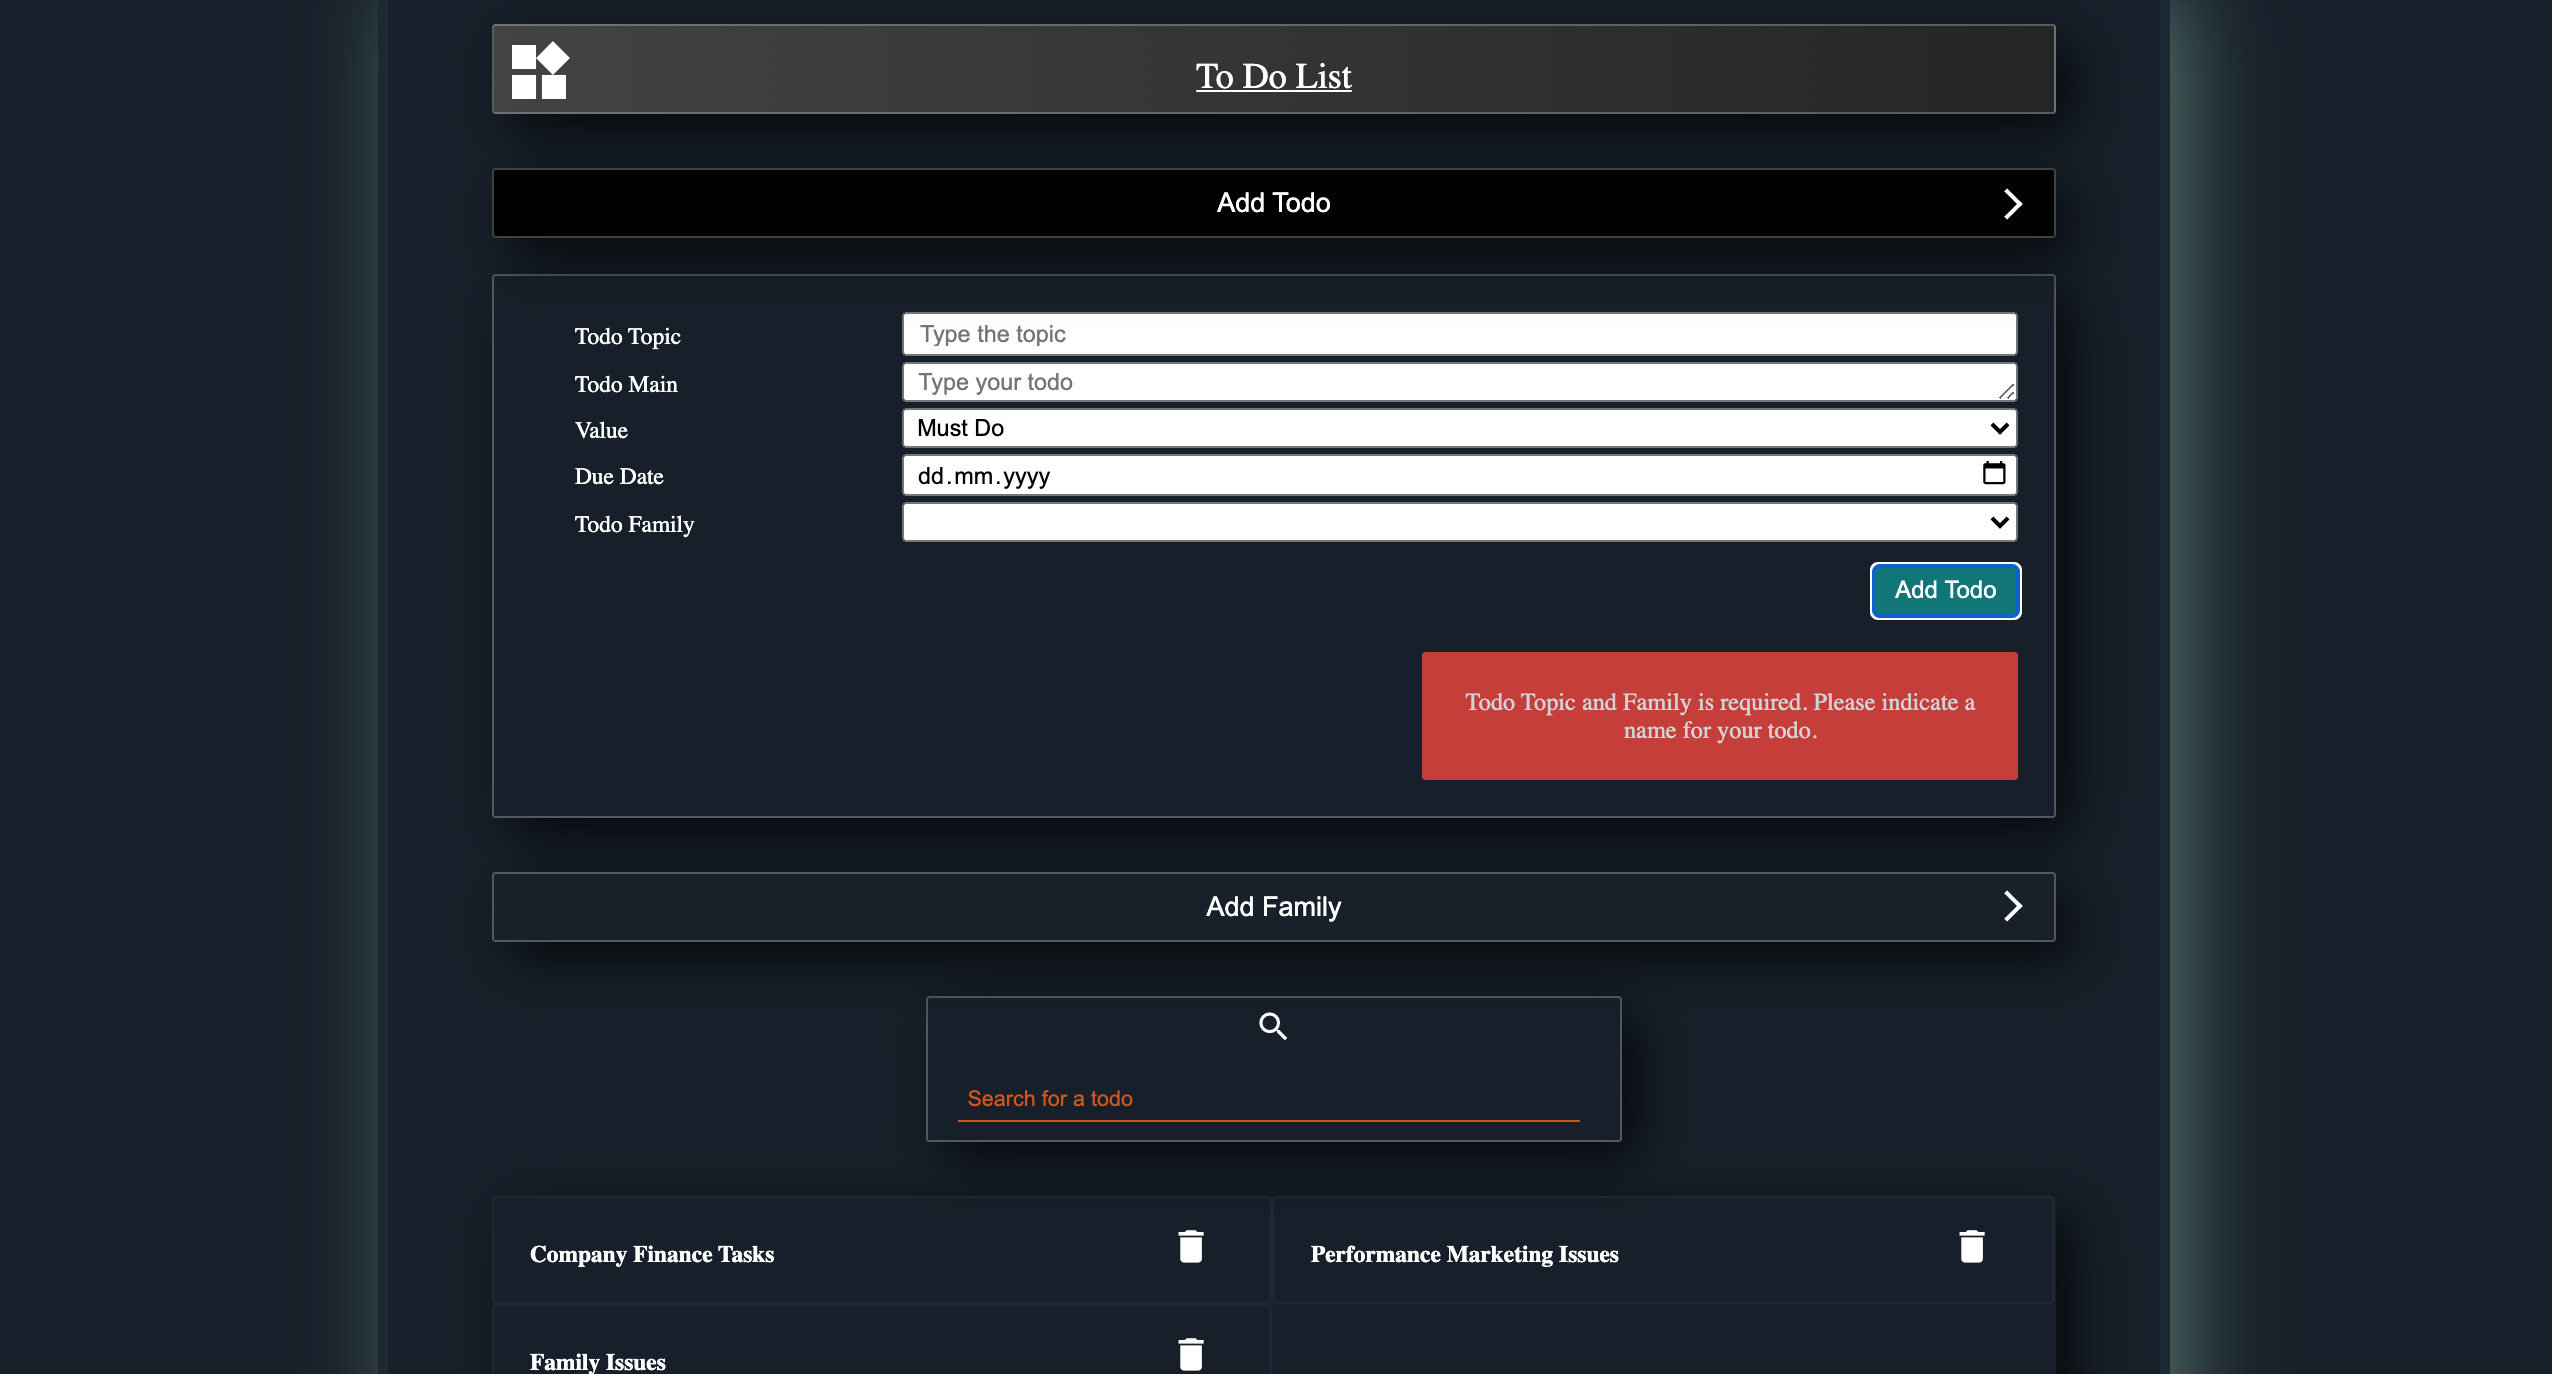 To Do List
Add Todo
Todo Topic
Type the topic
Todo Main
Type your todo
Value
Must Do
Due Date
dd.mm.yyyy
Todo Family
Add Todo
Todo Topic and Family is required. Please indicate a
name for your todo.
Add Family
Search for a todo
Company Finance Tasks
Performance Marketing Issues
Family Issues